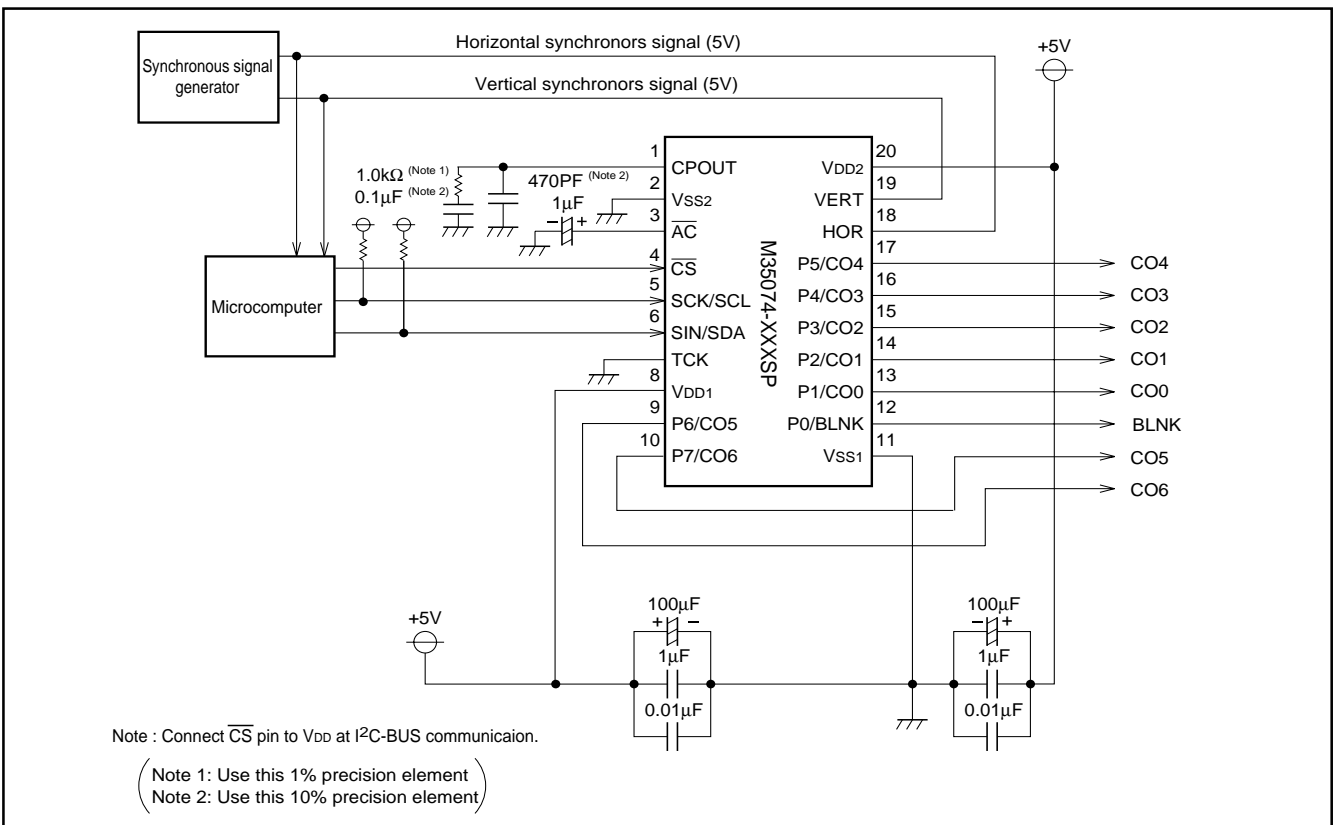 Horizontal synchronors signal (5V)
+5V
Synchronous signal
generator
Vertical synchronors signal (5V)
1.0kΩ (Note 1)
0.1μF (Note 2)
470PF (Note 2)
1μF
− +
Microcomputer
1
CPOUT
2
VSS2
3
AC
4
CS
5
SCK/SCL
6
SIN/SDA
TCK
8
VDD1
9
P6/CO5
10
P7/CO6
M35074-XXXSP
20
VDD2
19
VERT
18
HOR
17
P5/CO4
16
P4/CO3
15
P3/CO2
14
P2/CO1
13
P1/CO0
12
P0/BLNK
11
VSS1
CO4
CO3
CO2
CO1
CO0
BLNK
CO5
CO6
+5V
100μF
+ −
1μF
0.01μF
100μF
− +
1μF
0.01μF
Note : Connect CS pin to VDD at I2C-BUS communicaion.
Note 1: Use this 1% precision element
Note 2: Use this 10% precision element